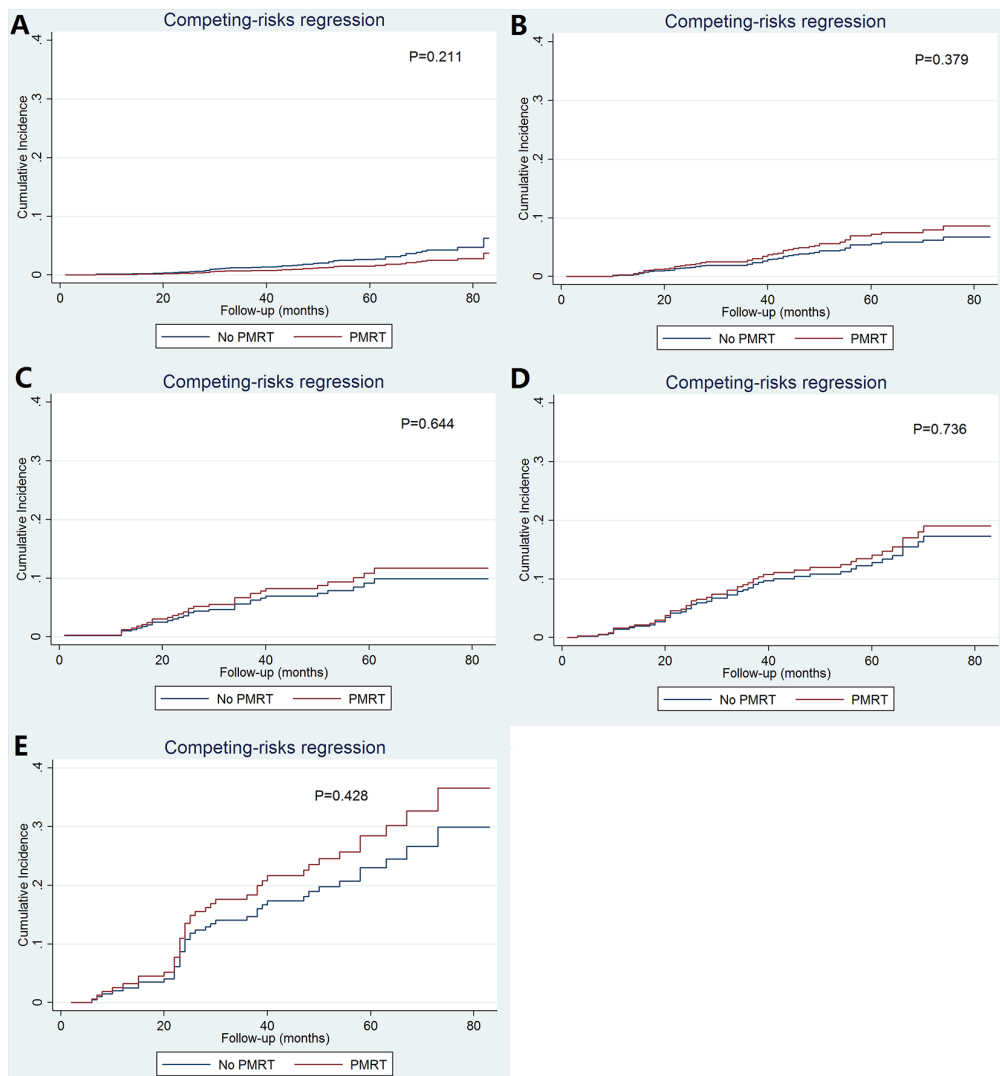 A
Competing-risks regression
P=0.211
Cumulative Incidence
.4
.3
.2
.1
0
0 20 40 60 80
Follow-up (months)
No PMRT PMRT
B
Competing-risks regression
P=0.379
Cumulative Incidence
.4
.3
.2
.1
0
0 20 40 60 80
Follow-up (months)
No PMRT PMRT
C
Competing-risks regression
P=0.644
Cumulative Incidence
.4
.3
.2
.1
0
0 20 40 60 80
Follow-up (months)
No PMRT PMRT
D
Competing-risks regression
P=0.736
Cumulative Incidence
.4
.3
.2
.1
0
0 20 40 60 80
Follow-up (months)
No PMRT PMRT
E
Competing-risks regression
P=0.428
Cumulative Incidence
.4
.3
.2
.1
0
0 20 40 60 80
Follow-up (months)
No PMRT PMRT